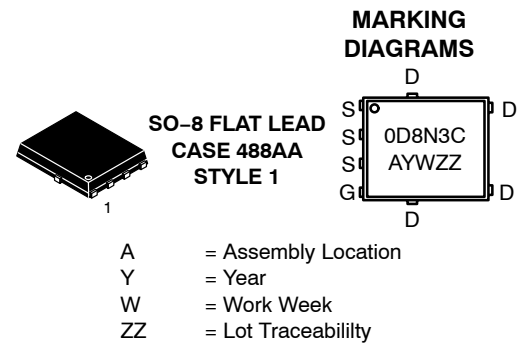 MARKING
DIAGRAMS
SO−8 FLAT LEAD
CASE 488AA
STYLE 1
1
D
S
D
S
S
G
D
D
0D8N3C
AYWZZ
A = Assembly Location
Y = Year
W = Work Week
ZZ = Lot Traceabililty